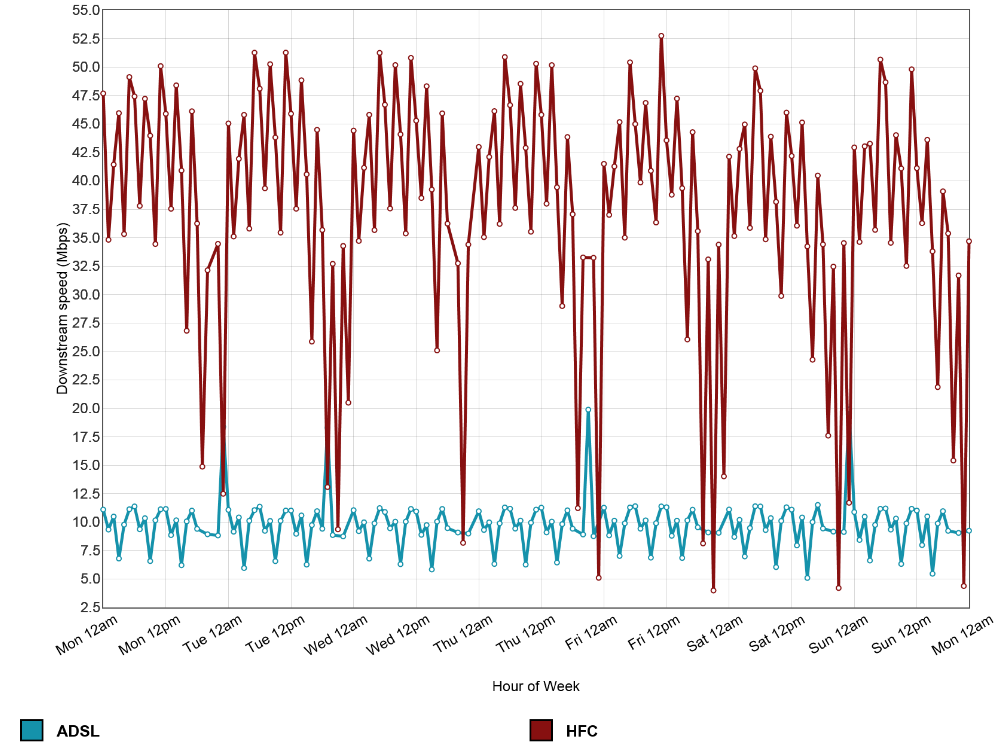 55.0
52.5
50.0
47.5
45.0
42.5
40.0
37.5
35.0
32.5
30.0
27.5
25.0
22.5
20.0
17.5
15.0
12.5
10.0
7.5
5.0
2.5
Downstream speed (Mbps)
Mon 12am
Mon 12pm
Tue 12am
Tue 12pm
Wed 12am
Wed 12pm
Thu 12am
Thu 12pm
Fri 12am
Fri 12pm
Sat 12am
Sat 12pm
Sun 12am
Sun 12pm
Mon 12am
Hour of Week
ADSL
HFC